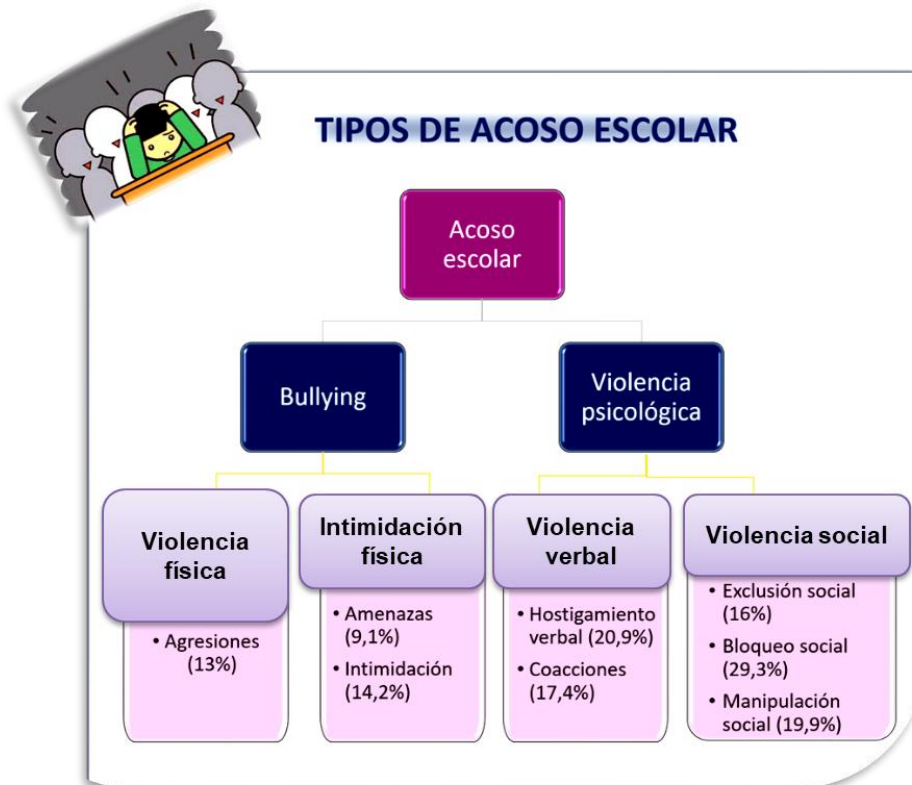 TIPOS DE ACOSO ESCOLAR
Acoso
escolar
Bullying
Violencia
psicológica
Violencia
física
• Agresiones
(13%)
Intimidación
física
• Amenazas
(9,1%)
• Intimidación
(14,2%)
Violencia
verbal
• Hostigamiento
verbal (20,9%)
• Coacciones
(17,4%)
Violencia social
• Exclusión social
(16%)
• Bloqueo social
(29,3%)
• Manipulación
social (19,9%)